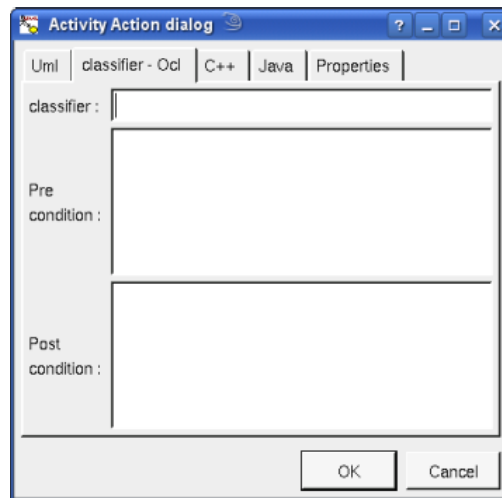 Activity Action dialog
Uml classifier - Ocl C++ Java Properties
classifier :
Pre
condition :
Post
condition :
OK Cancel